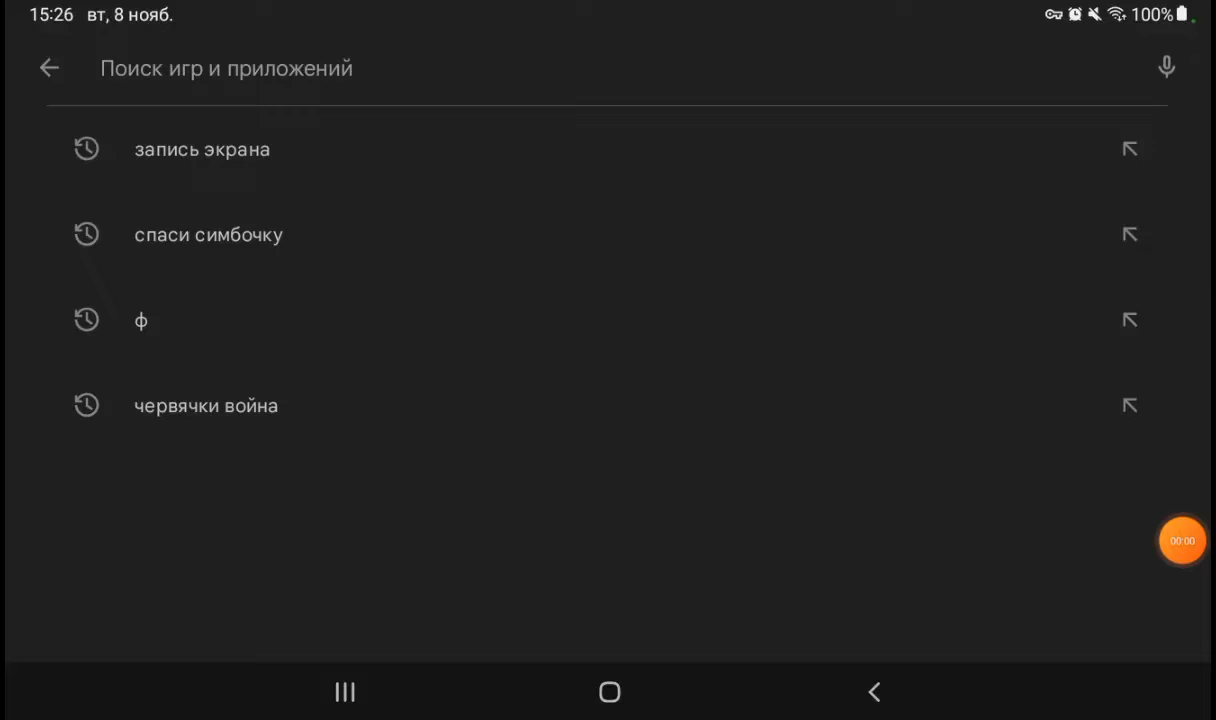 15:26 вт, 8 нояб.
100%
Поиск игр и приложений
запись экрана
спаси симбочку
ф
червячки война
00:00